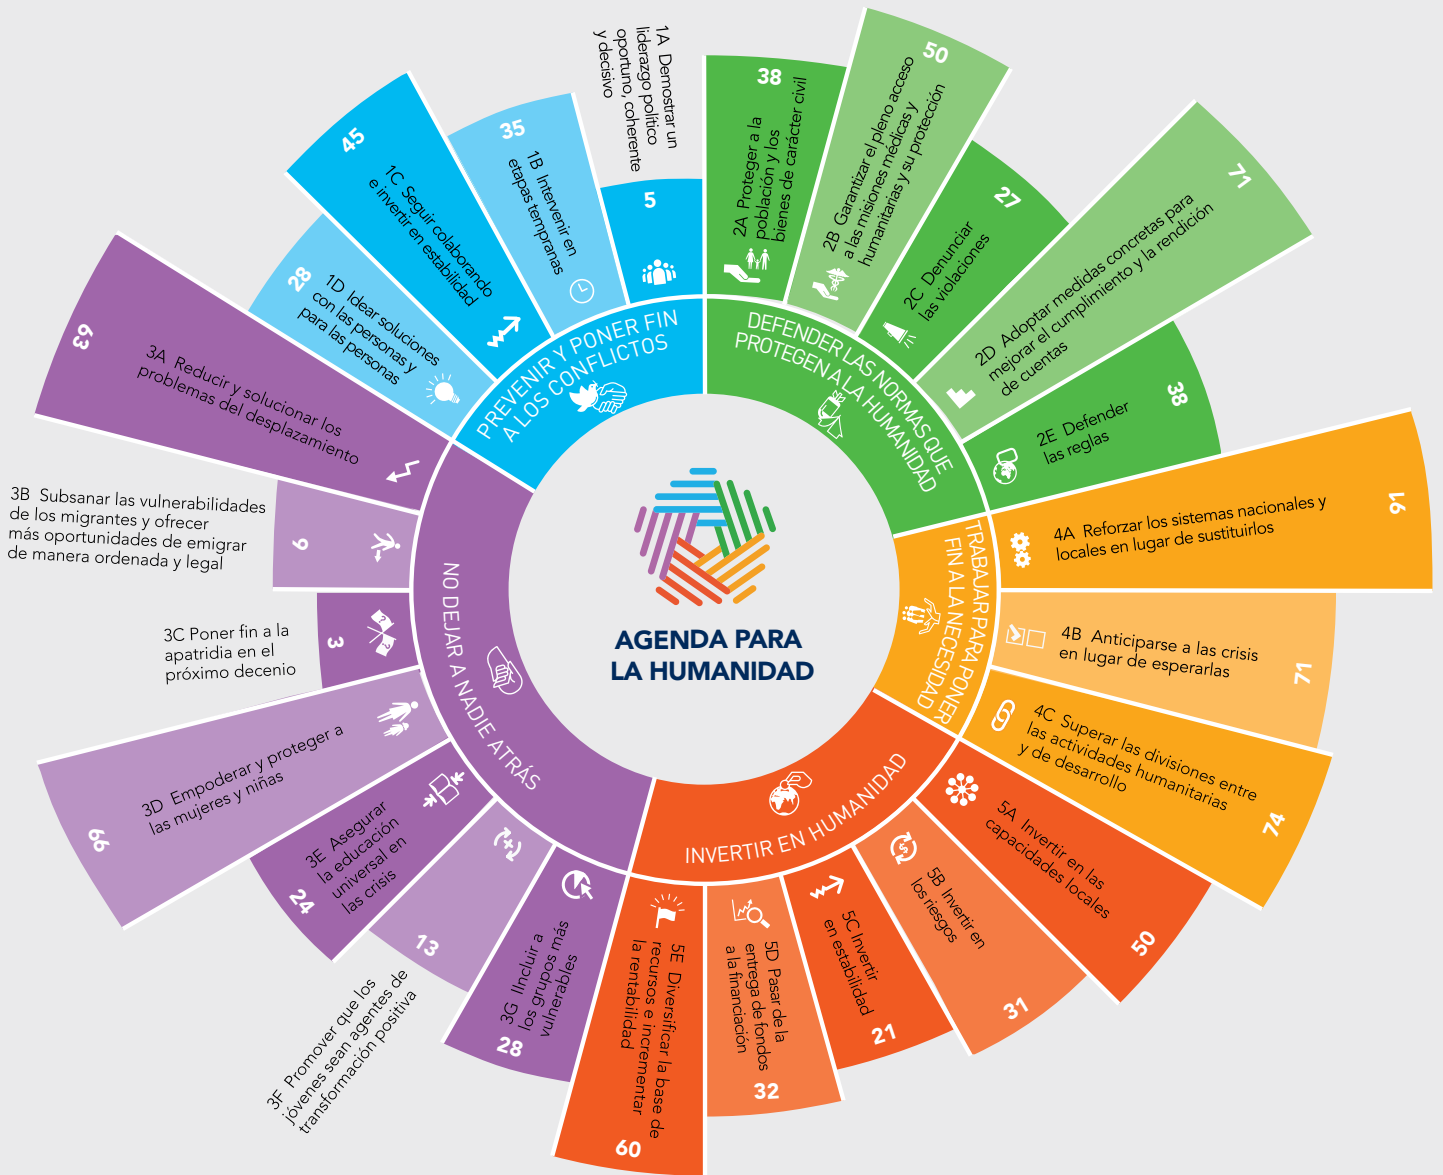 1A Demostrar un
liderazgo político
oportuno, coherente
y decisivo
5
35
1B Intervenir en
etapas tempranas
45
1C Seguir colaborando
e invertir en estabilidad
28
1D Idear soluciones
con las personas y
para las personas
PREVENIR Y PONER FIN
A LOS CONFLICTOS
38
2A Proteger a la
población y los
bienes de carácter civil
50
2B Garantizar el pleno acceso
a las misiones médicas y
humanitarias y su protección
27
2C Denunciar
las violaciones
71
2D Adoptar medidas concretas para
mejorar el cumplimiento y la rendición
de cuentas
38
2E Defender
las reglas
DEFENDER LAS NORMAS QUE
PROTEGEN A LA HUMANIDAD
63
3A Reducir y solucionar los
problemas del desplazamiento
3B Subsanar las vulnerabilidades
de los migrantes y ofrecer
más oportunidades de emigrar
de manera ordenada y legal
9
3C Poner fin a la
apatridia en el
próximo decenio
3
66
3D Empoderar y proteger a
las mujeres y niñas
24
3E Asegurar
la educación
universal en
las crisis
13
3F Promover que los
jóvenes sean agentes de
transformación positiva
28
3G IIncluir a
los grupos más
vulnerables
NO DEJAR A NADIE ATRÁS
91
4A Reforzar los sistemas nacionales y
locales en lugar de sustituirlos
71
4B Anticiparse a las crisis
en lugar de esperarlas
74
4C Superar las divisiones entre
las actividades humanitarias
y de desarrollo
TRABAJAR PARA PONER
FIN A LA NECESIDAD
50
5A Invertir en las
capacidades locales
31
5B Invertir en
los riesgos
21
5C Invertir
en estabilidad
32
5D Pasar de la
entrega de fondos
a la financiación
60
5E Diversificar la base de
recursos e incrementar
la rentabilidad
INVERTIR EN HUMANIDAD
AGENDA PARA
LA HUMANIDAD